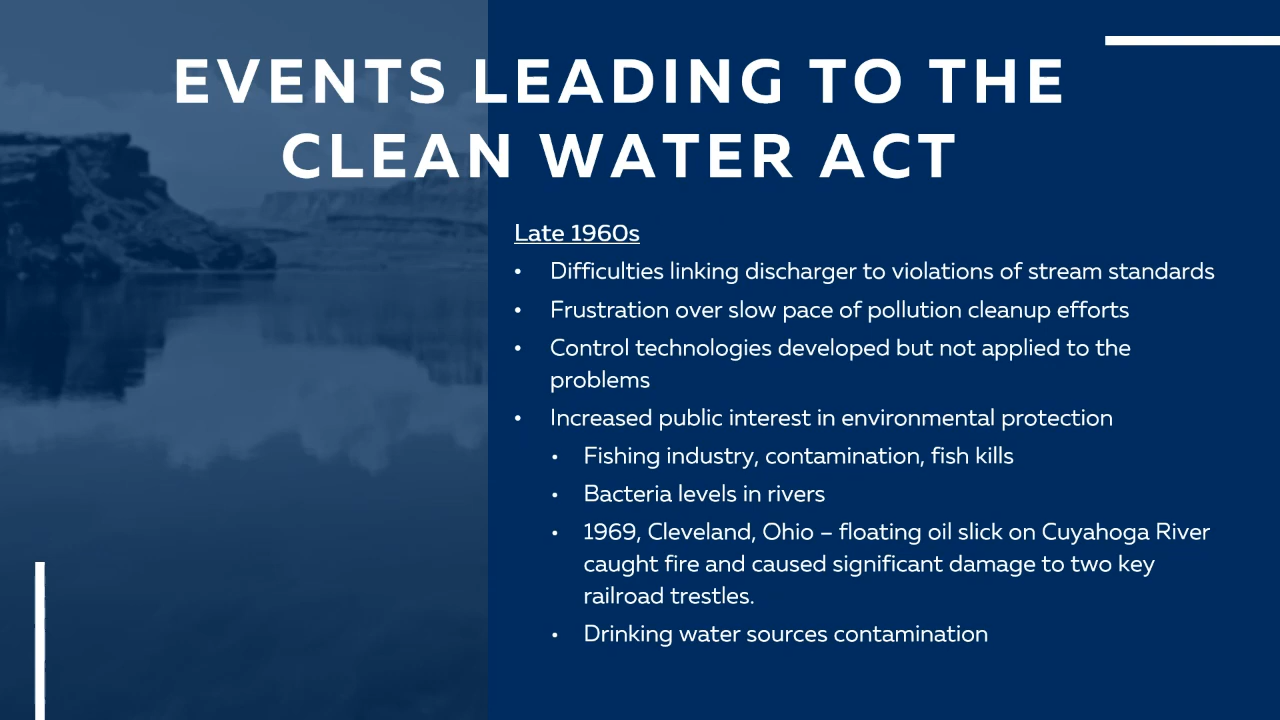 EVENTS LEADING TO THE
CLEAN WATER ACT
Late 1960s
• Difficulties linking discharger to violations of stream standards
• Frustration over slow pace of pollution cleanup efforts
• Control technologies developed but not applied to the
problems
• Increased public interest in environmental protection
• Fishing industry, contamination, fish kills
• Bacteria levels in rivers
• 1969, Cleveland, Ohio – floating oil slick on Cuyahoga River
caught fire and caused significant damage to two key
railroad trestles.
• Drinking water sources contamination